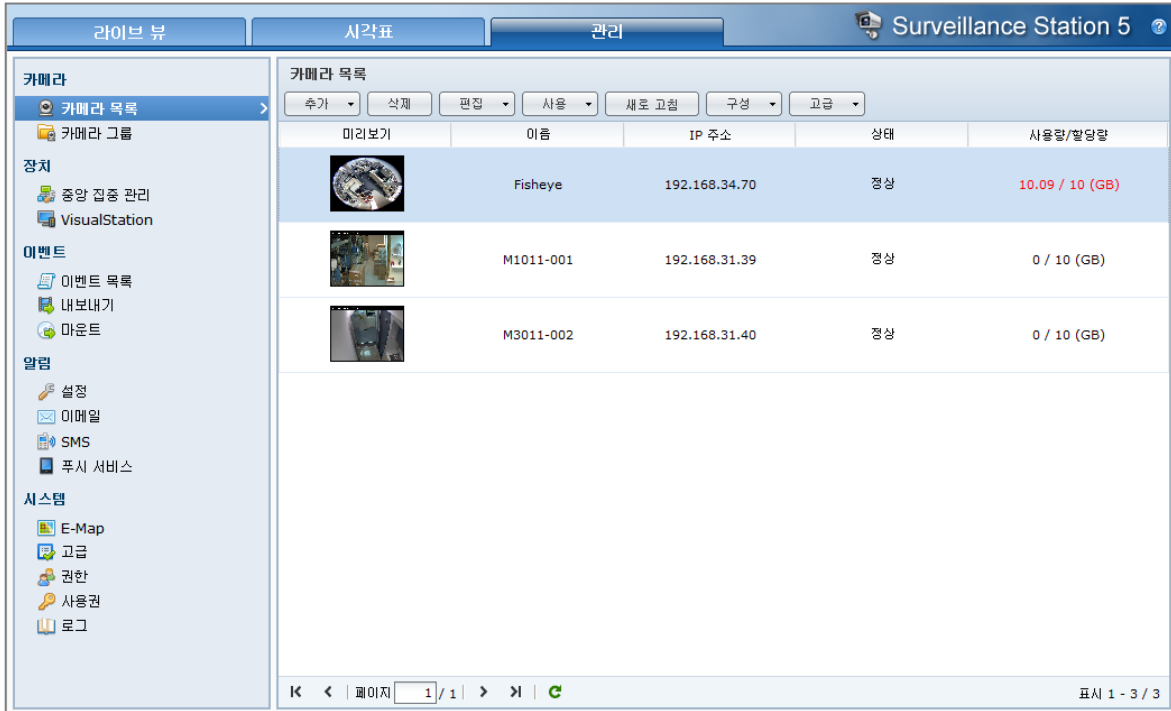 라이브 뷰
시각표
관리
Surveillance Station 5
?
카메라
카메라 목록
카메라 그룹
장치
중앙 집중 관리
VisualStation
이벤트
이벤트 목록
내보내기
마운트
알림
설정
이메일
SMS
푸시 서비스
시스템
E-Map
고급
권한
사용권
로그
카메라 목록
추가 삭제 편집 사용 새로 고침 구성 고급
미리보기 이름 IP 주소 상태 사용량/할당량
Fisheye 192.168.34.70 정상 10.09 / 10 (GB)
M1011-001 192.168.31.39 정상 0 / 10 (GB)
M3011-002 192.168.31.40 정상 0 / 10 (GB)
페이지 1 / 1
표시 1 - 3 / 3